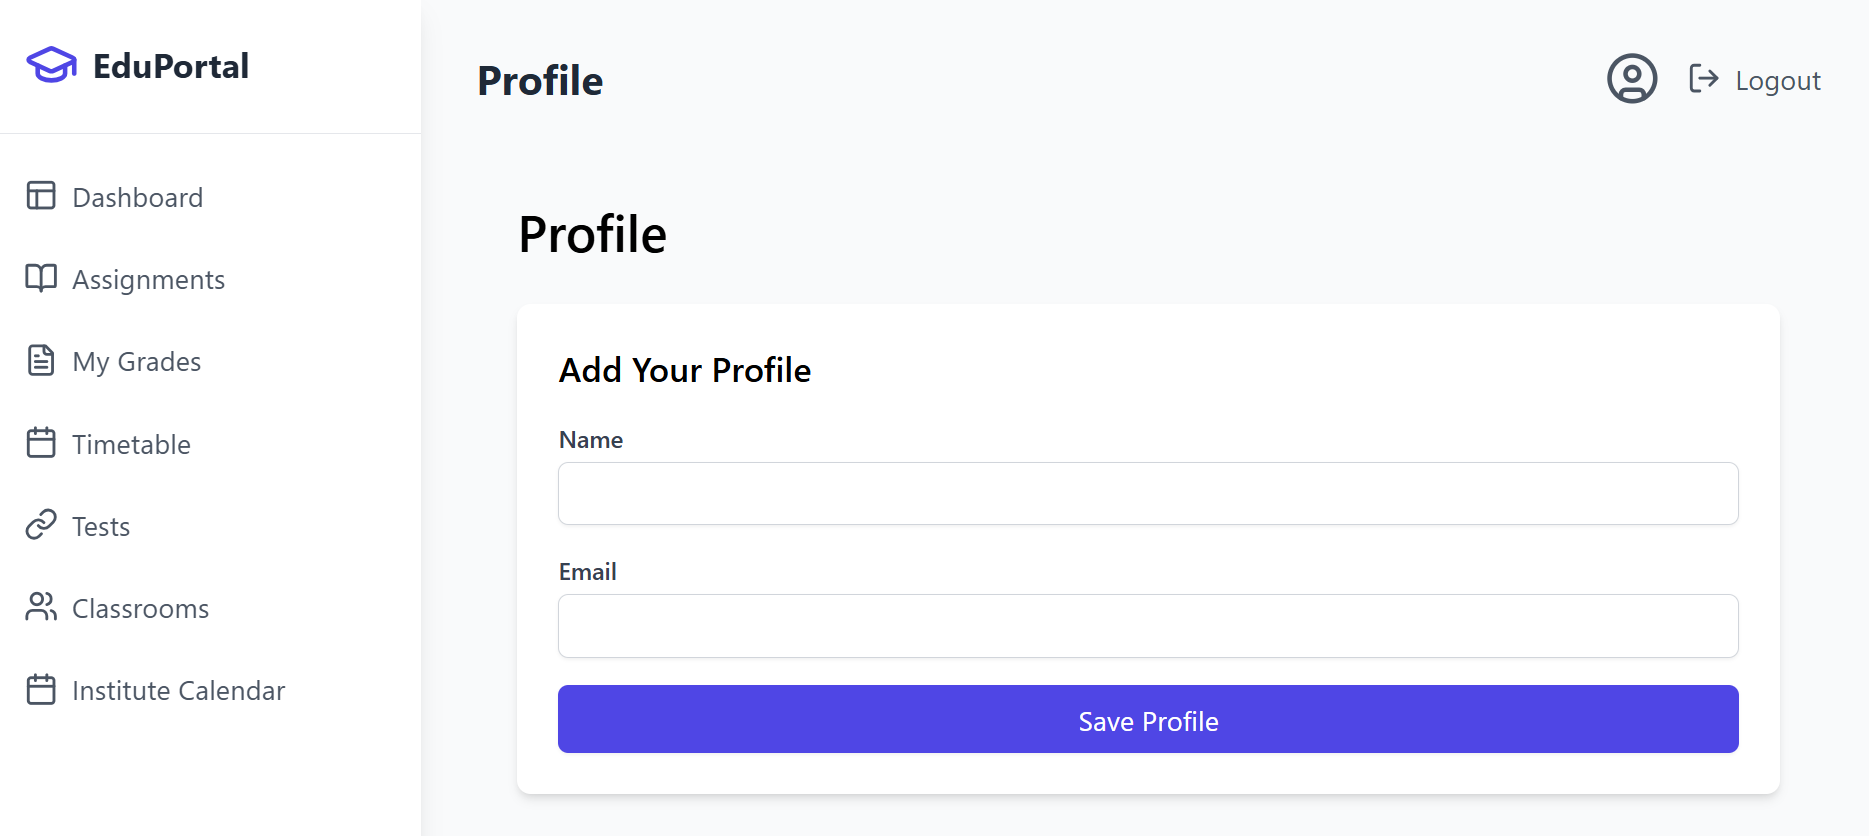 EduPortal
Dashboard
Assignments
My Grades
Timetable
Tests
Classrooms
Institute Calendar
Profile
Logout
Profile
Add Your Profile
Name
Email
Save Profile